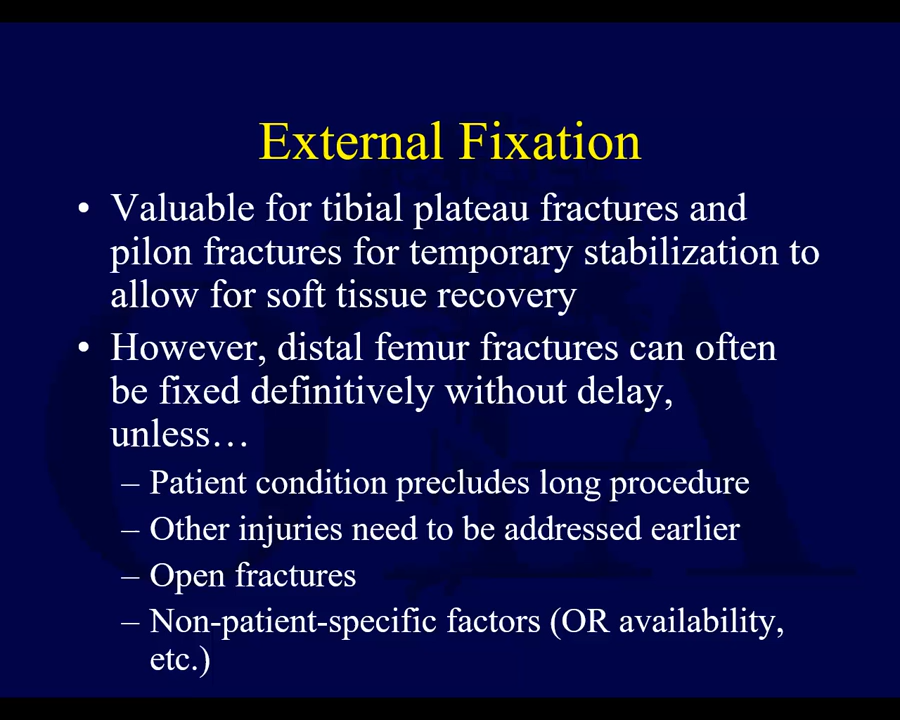 External Fixation
• Valuable for tibial plateau fractures and
pilon fractures for temporary stabilization to
allow for soft tissue recovery
• However, distal femur fractures can often
be fixed definitively without delay,
unless…
– Patient condition precludes long procedure
– Other injuries need to be addressed earlier
– Open fractures
– Non-patient-specific factors (OR availability,
etc.)
OTA